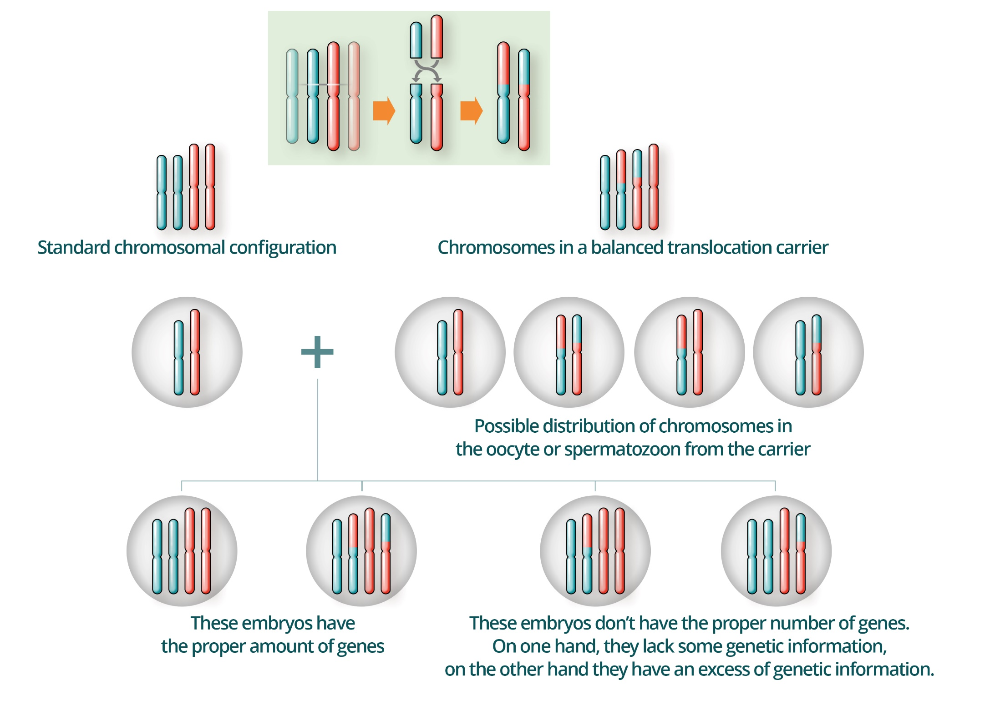 Standard chromosomal configuration
Chromosomes in a balanced translocation carrier
Possible distribution of chromosomes in
the oocyte or spermatozoon from the carrier
These embryos have
the proper amount of genes
These embryos don't have the proper number of genes.
On one hand, they lack some genetic information,
on the other hand they have an excess of genetic information.